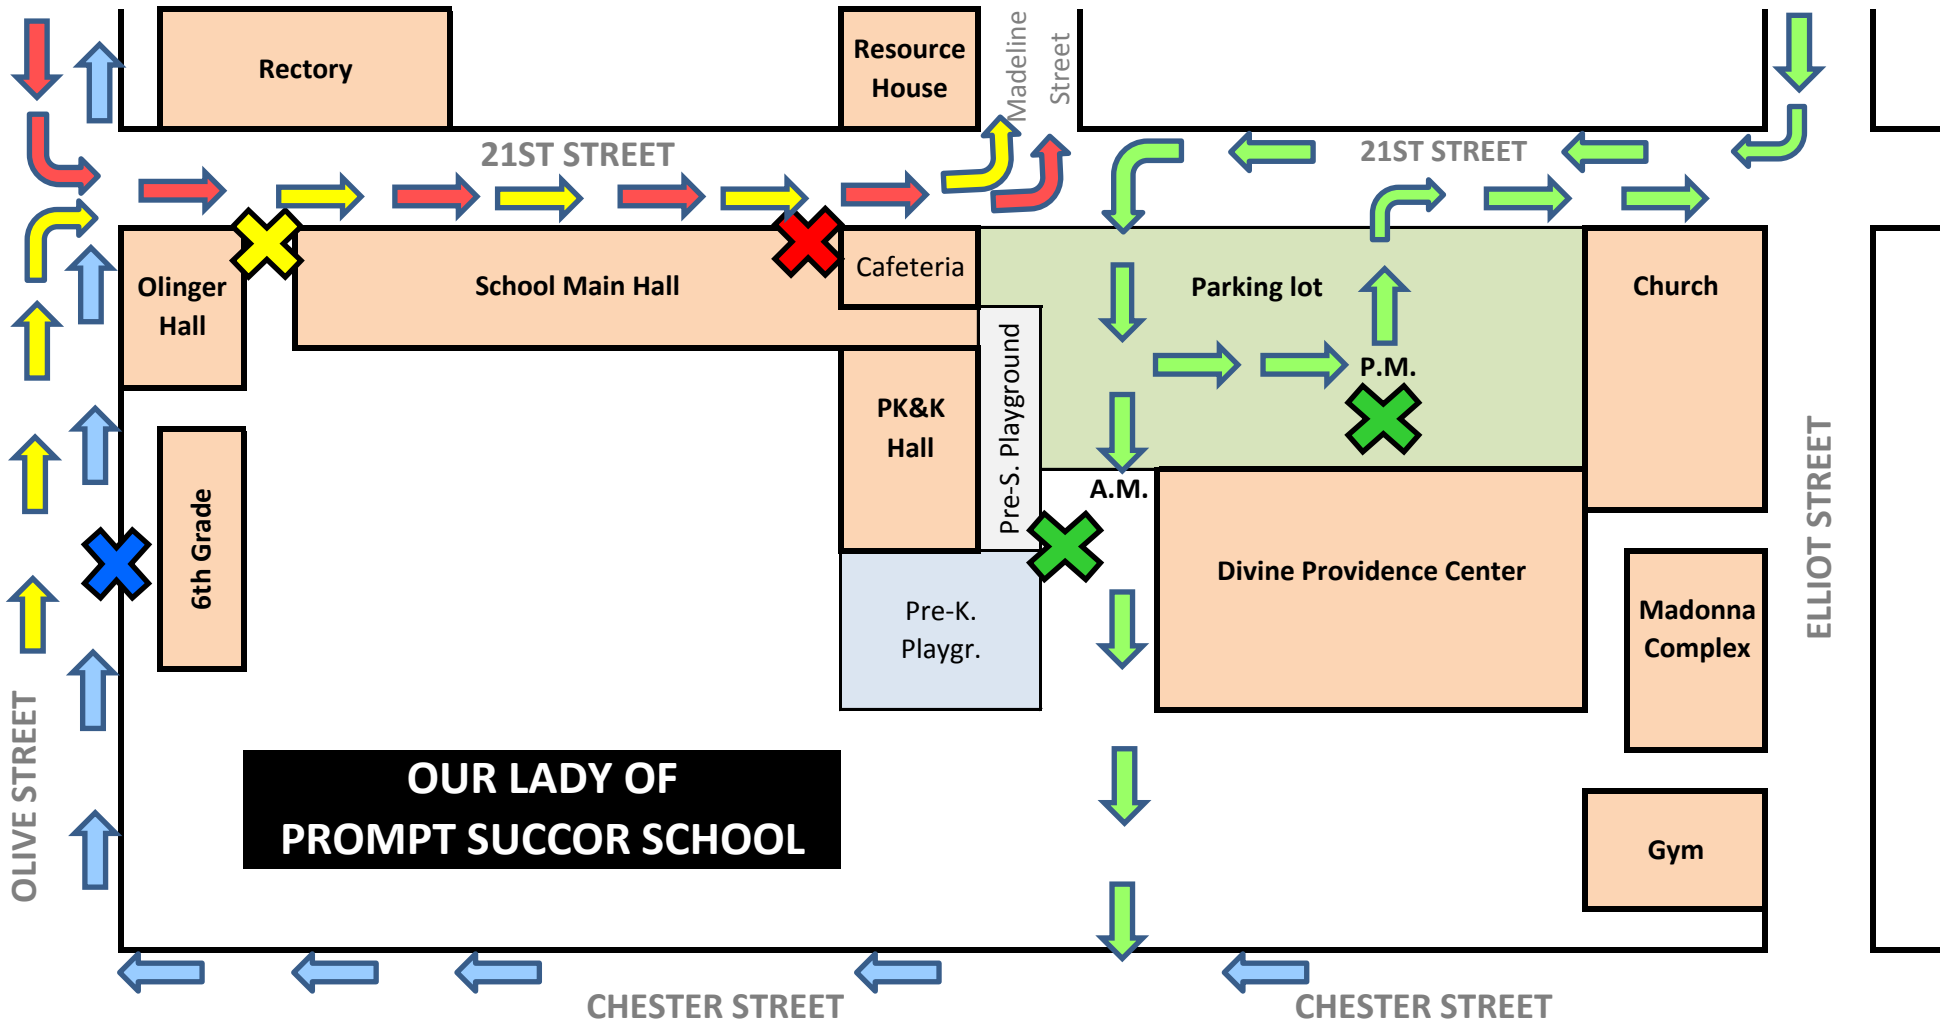 Rectory
Resource
House
Madeline
Street
21ST STREET
21ST STREET
Olinger
Hall
School Main Hall
Cafeteria
Parking lot
Church
Pre-S. Playground
P.M.
PK&K
Hall
A.M.
6th Grade
Divine Providence Center
ELLIOT STREET
Pre-K.
Playgr.
Madonna
Complex
OLIVE STREET
OUR LADY OF
PROMPT SUCCOR SCHOOL
Gym
CHESTER STREET
CHESTER STREET